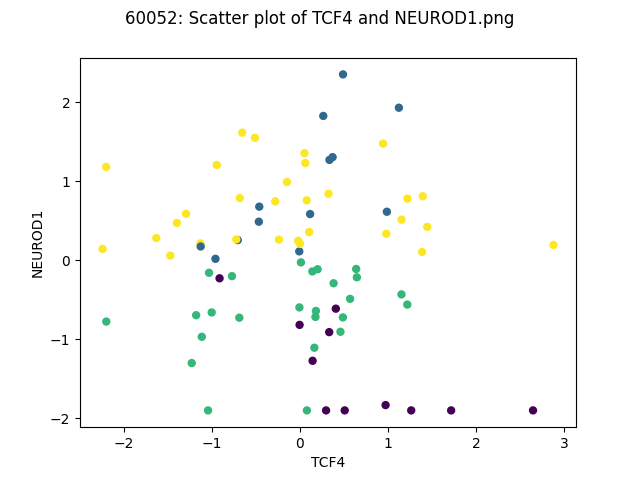 60052: Scatter plot of TCF4 and NEUROD1.png
NEUROD1
2
1
0
−1
−2
−2 −1 0 1 2 3
TCF4